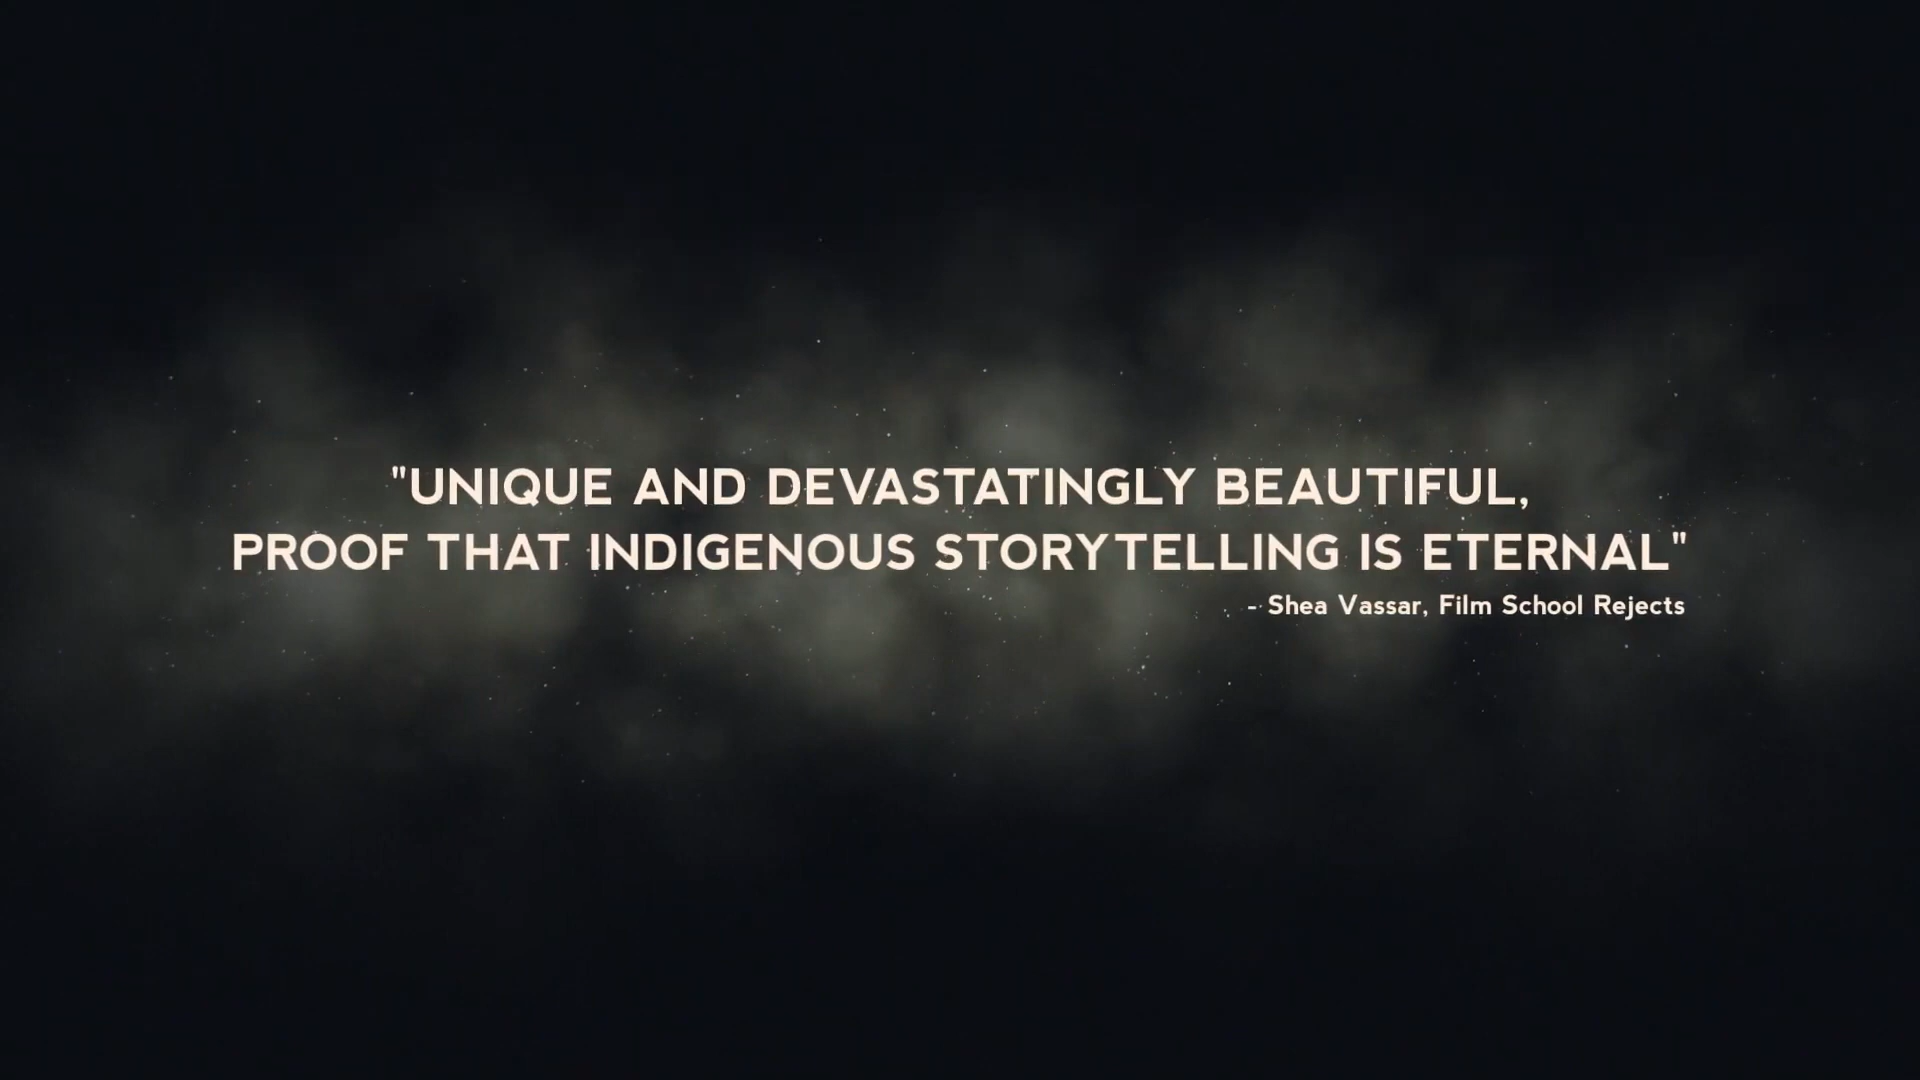 "UNIQUE AND DEVASTATINGLY BEAUTIFUL,
PROOF THAT INDIGENOUS STORYTELLING IS ETERNAL"
- Shea Vassar, Film School Rejects